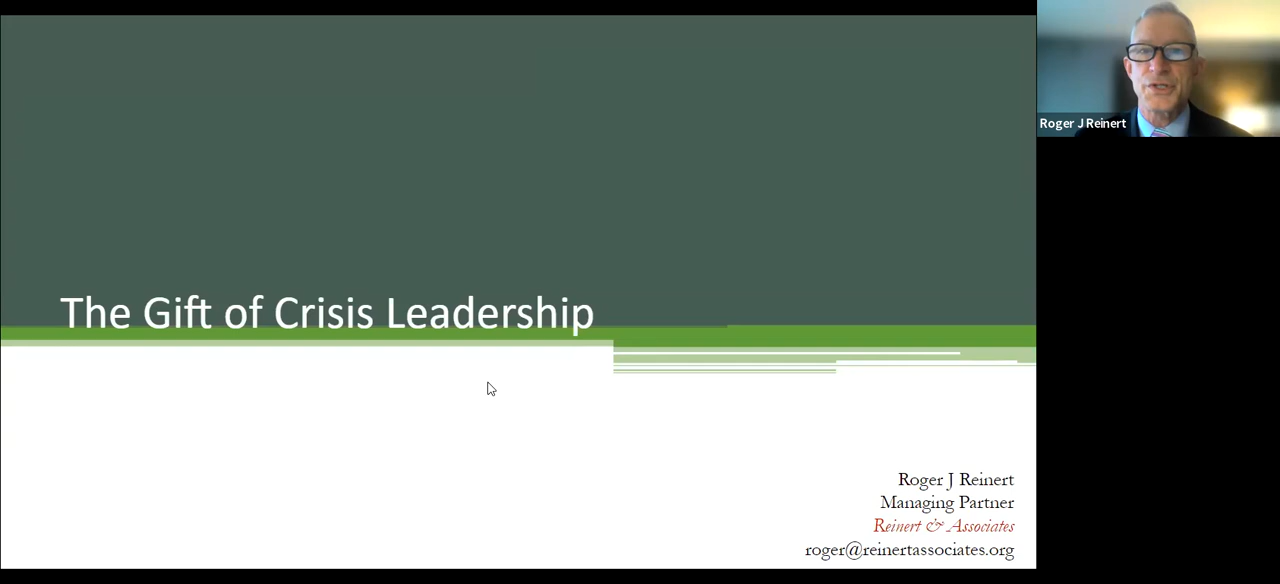 The Gift of Crisis Leadership
Roger J Reinert
Managing Partner
Reinert & Associates
roger@reinertassociates.org
Roger J Reinert